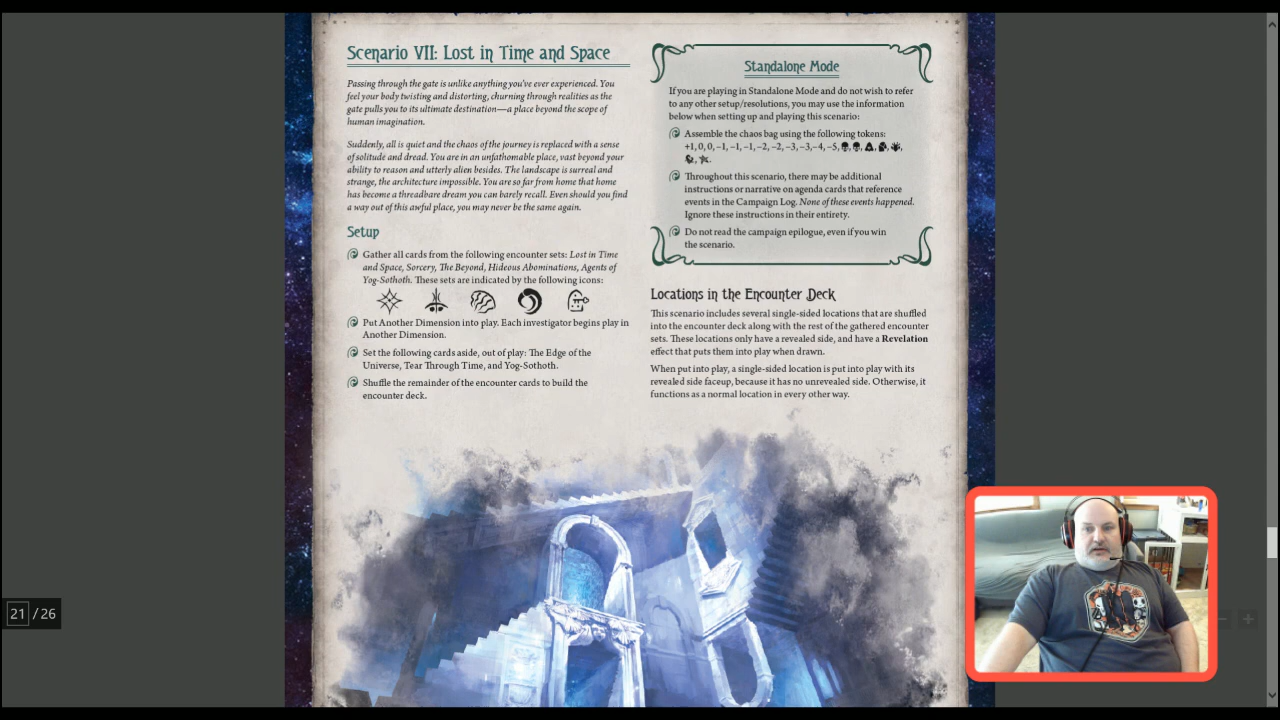 Scenario VII: Lost in Time and Space
Passing through the gate is unlike anything you've ever experienced. You
feel your body twisting and distorting, churning through realities as the
gate pulls you to its ultimate destination—a place beyond the scope of
human imagination.
Suddenly, all is quiet and the chaos of the journey is replaced with a sense
of solitude and dread. You are in an unfathomable place, vast beyond your
ability to reason and utterly alien besides. The landscape is surreal and
strange, the architecture impossible. You are so far from home that home
has become a threadbare dream you can barely recall. Even should you find
a way out of this awful place, you may never be the same again.
Setup
Gather all cards from the following encounter sets: Lost in Time
and Space, Sorcery, The Beyond, Hideous Abominations, Agents of
Yog-Sothoth. These sets are indicated by the following icons:
Put Another Dimension into play. Each investigator begins play in
Another Dimension.
Set the following cards aside, out of play: The Edge of the
Universe, Tear Through Time, and Yog-Sothoth.
Shuffle the remainder of the encounter cards to build the
encounter deck.
Standalone Mode
If you are playing in Standalone Mode and do not wish to refer
to any other setup/resolutions, you may use the information
below when setting up and playing this scenario:
Assemble the chaos bag using the following tokens:
+1, 0, 0, –1, –1, –1, –2, –2, –3, –3,–4, –5, , , , , ,
, .
Throughout this scenario, there may be additional
instructions or narrative on agenda cards that reference
events in the Campaign Log. None of these events happened.
Ignore these instructions in their entirety.
Do not read the campaign epilogue, even if you win
the scenario.
Locations in the Encounter Deck
This scenario includes several single-sided locations that are shuffled
into the encounter deck along with the rest of the gathered encounter
sets. These locations only have a revealed side, and have a Revelation
effect that puts them into play when drawn.
When put into play, a single-sided location is put into play with its
revealed side faceup, because it has no unrevealed side. Otherwise, it
functions as a normal location in every other way.
21 / 26